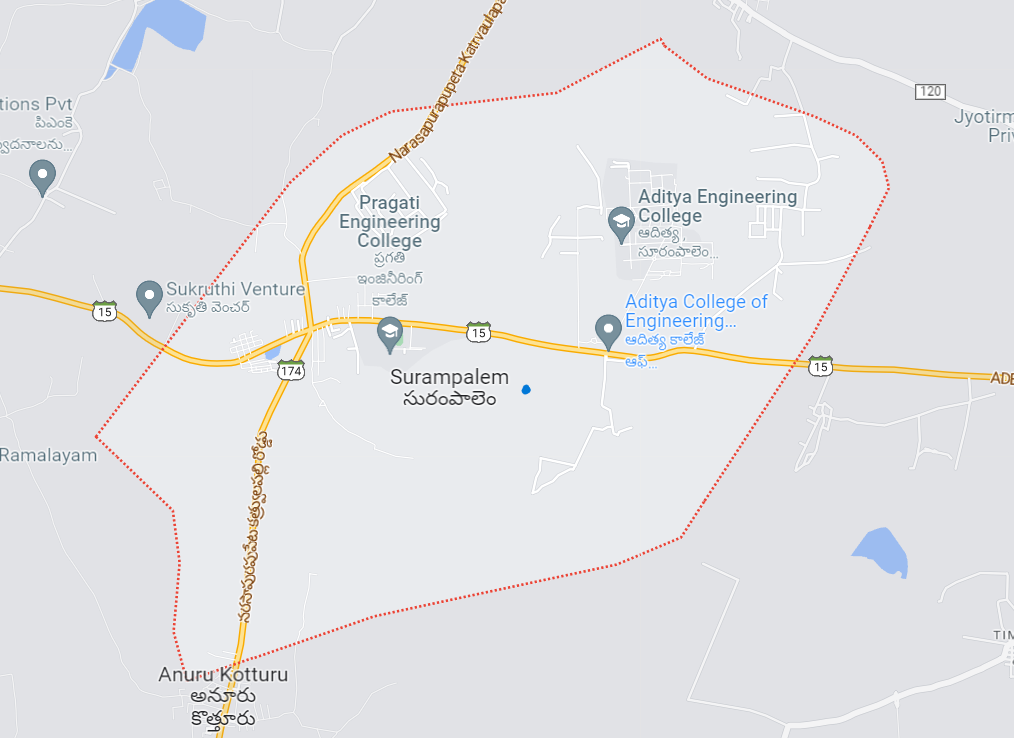 Narasapurapupeta Katrvaulapa
120
tions Pvt
పిఎంకె
Jyotirm
Priv
Aditya Engineering
College
ఆదిత్య
సూరంపాలెం...
Pragati
Engineering
College
ప్రగతి
ఇంజినీరింగ్
కాలేజ్
Sukruthi Venture
సుకృతి వెంచర్
15
Aditya College of
Engineering...
ఆదిత్య కాలేజ్
ఆఫ్...
15
15
174
ADB
Surampalem
సురంపాలెం
Ramalayam
TIM
Anuru Kotturu
అనూరు
కొత్తూరు